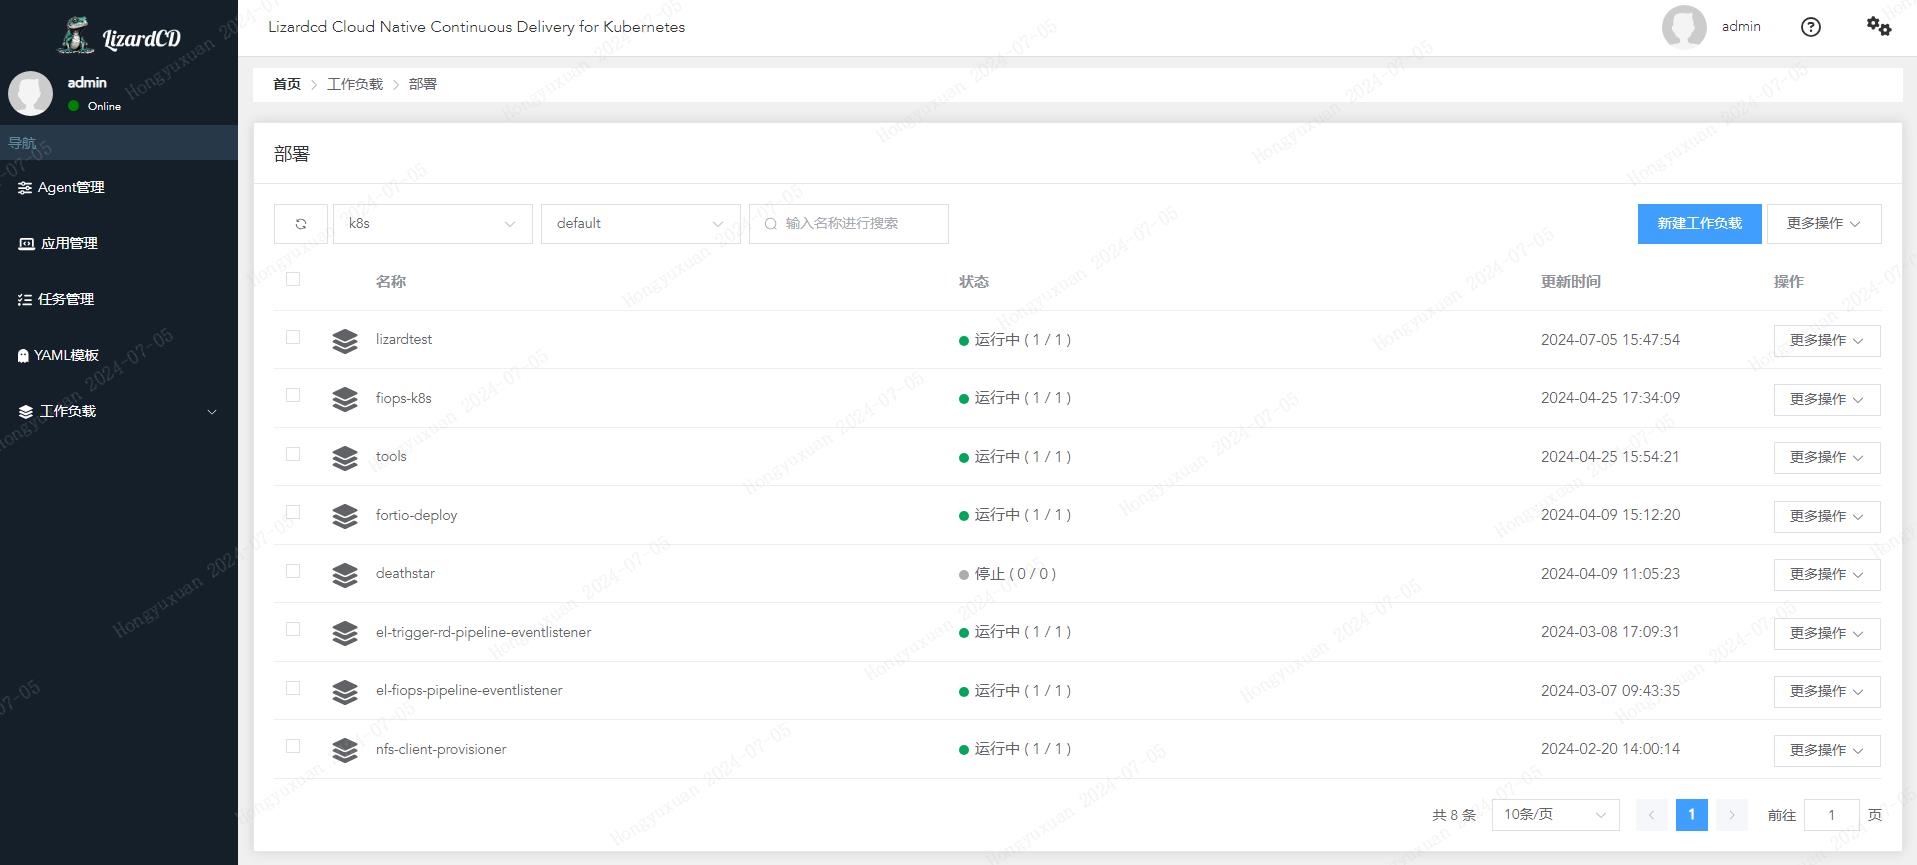 LizardCD
Lizardcd Cloud Native Continuous Delivery for Kubernetes
admin
admin
Online
导航
Agent管理
应用管理
任务管理
YAML模板
工作负载
首页 > 工作负载 > 部署
部署
k8s
default
输入名称进行搜索
新建工作负载
更多操作
名称 状态 更新时间 操作
lizardtest 运行中 ( 1 / 1 ) 2024-07-05 15:47:54 更多操作
fiops-k8s 运行中 ( 1 / 1 ) 2024-04-25 17:34:09 更多操作
tools 运行中 ( 1 / 1 ) 2024-04-25 15:54:21 更多操作
fortio-deploy 运行中 ( 1 / 1 ) 2024-04-09 15:12:20 更多操作
deathstar 停止 ( 0 / 0 ) 2024-04-09 11:05:23 更多操作
el-trigger-rd-pipeline-eventlistener 运行中 ( 1 / 1 ) 2024-03-08 17:09:31 更多操作
el-fiops-pipeline-eventlistener 运行中 ( 1 / 1 ) 2024-03-07 09:43:35 更多操作
nfs-client-provisioner 运行中 ( 1 / 1 ) 2024-02-20 14:00:14 更多操作
共 8 条 10条/页 < 1 > 前往 1 页
Hongyuxuan 2024-07-05